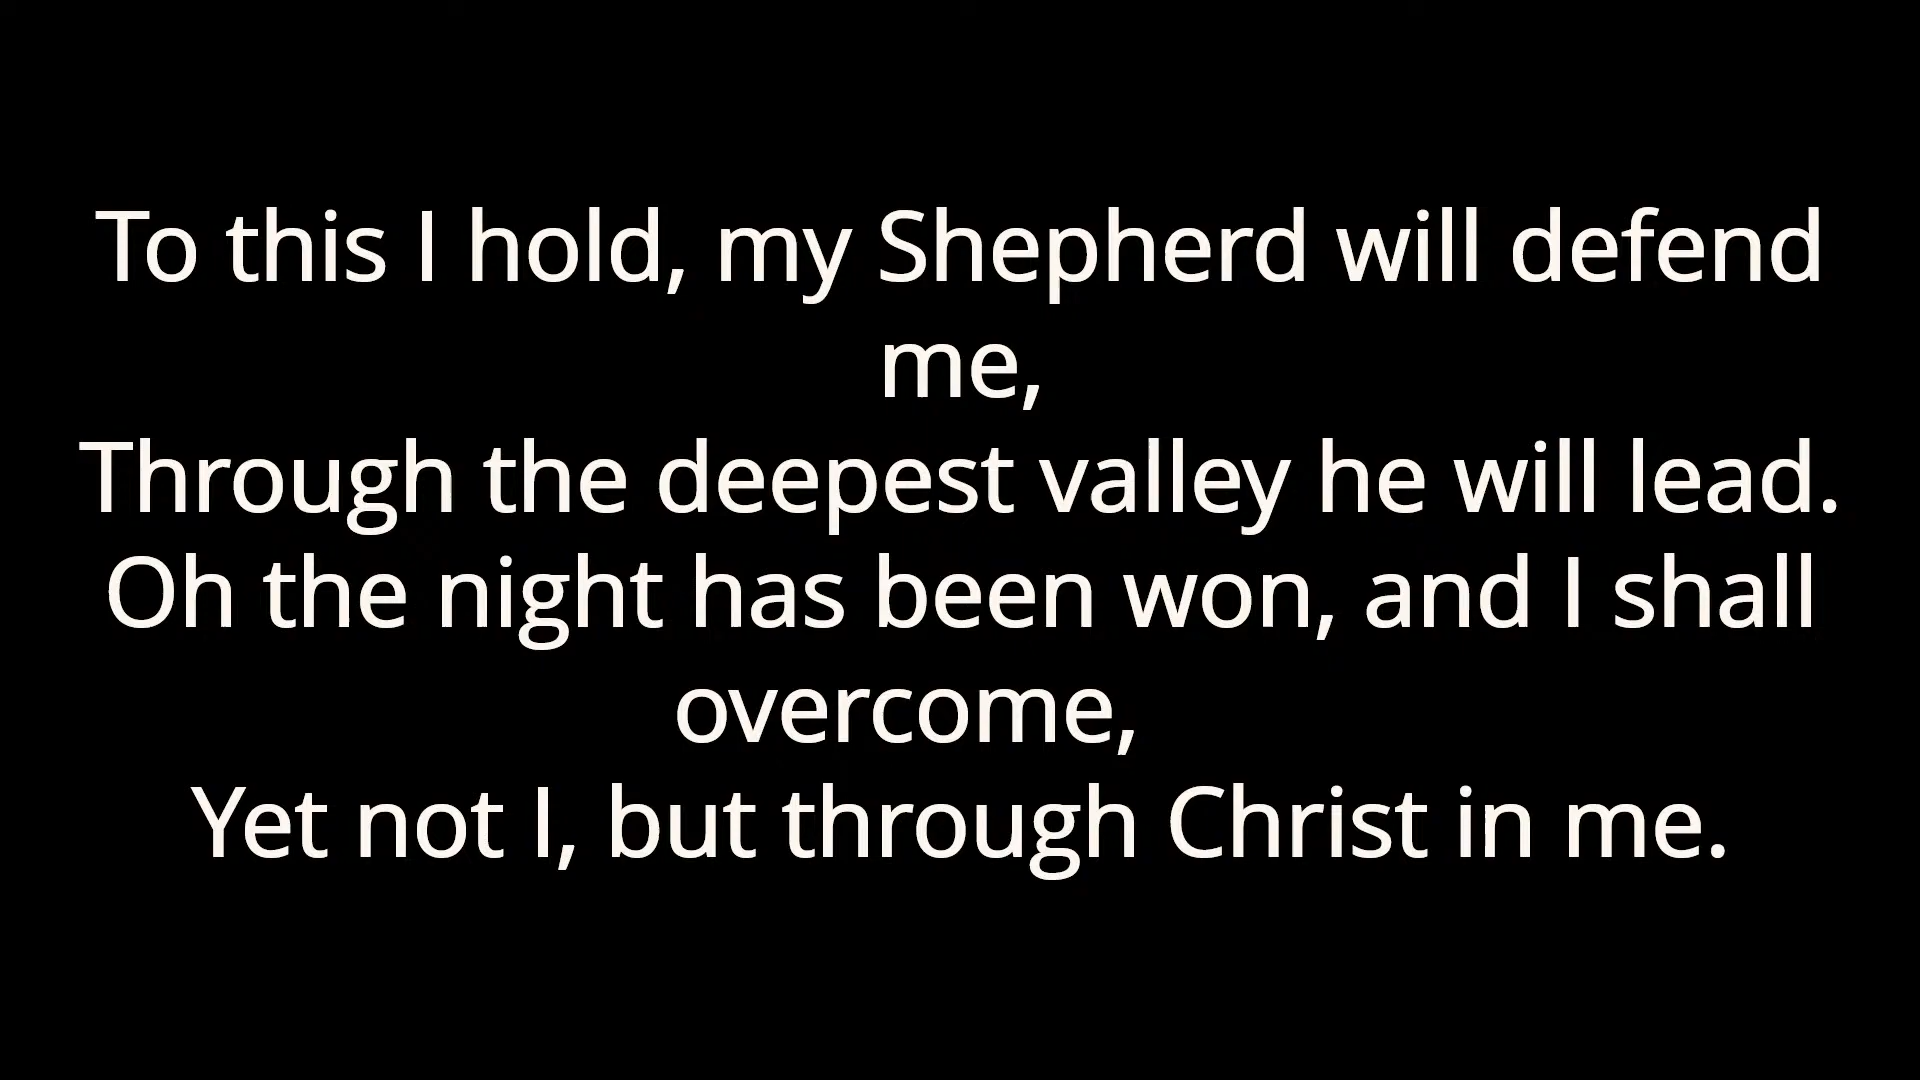 To this I hold, my Shepherd will defend
me,
Through the deepest valley he will lead.
Oh the night has been won, and I shall
overcome,
Yet not I, but through Christ in me.